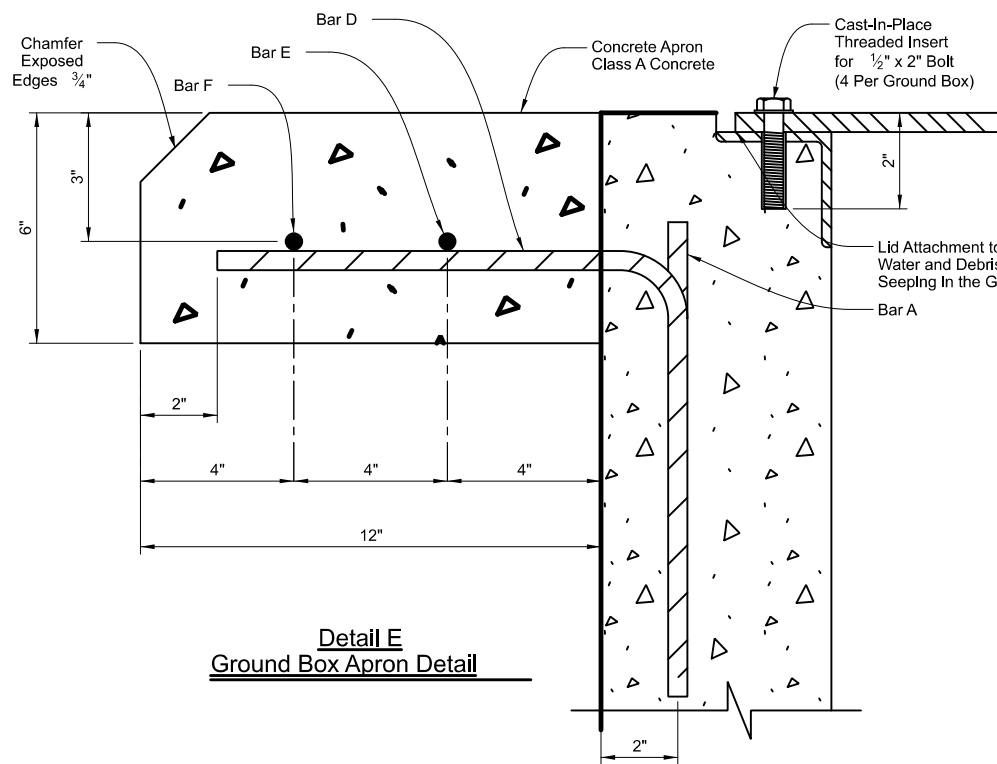 Bar D
Chamfer
Exposed
Edges ¾"
Bar E
Bar F
Concrete Apron
Class A Concrete
Cast-In-Place
Threaded Insert
for ½" x 2" Bolt
(4 Per Ground Box)
3"
6"
2"
Lid Attachment to
Water and Debris
Seeping In the G
Bar A
2"
4"
4"
4"
12"
Detail E
Ground Box Apron Detail
2"